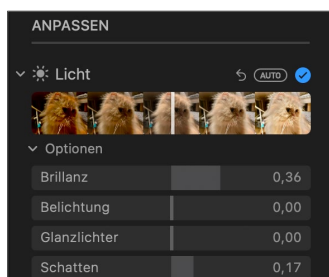 ANPASSEN
Licht AUTO
Optionen
Brillanz 0,36
Belichtung 0,00
Glanzlichter 0,00
Schatten 0,17